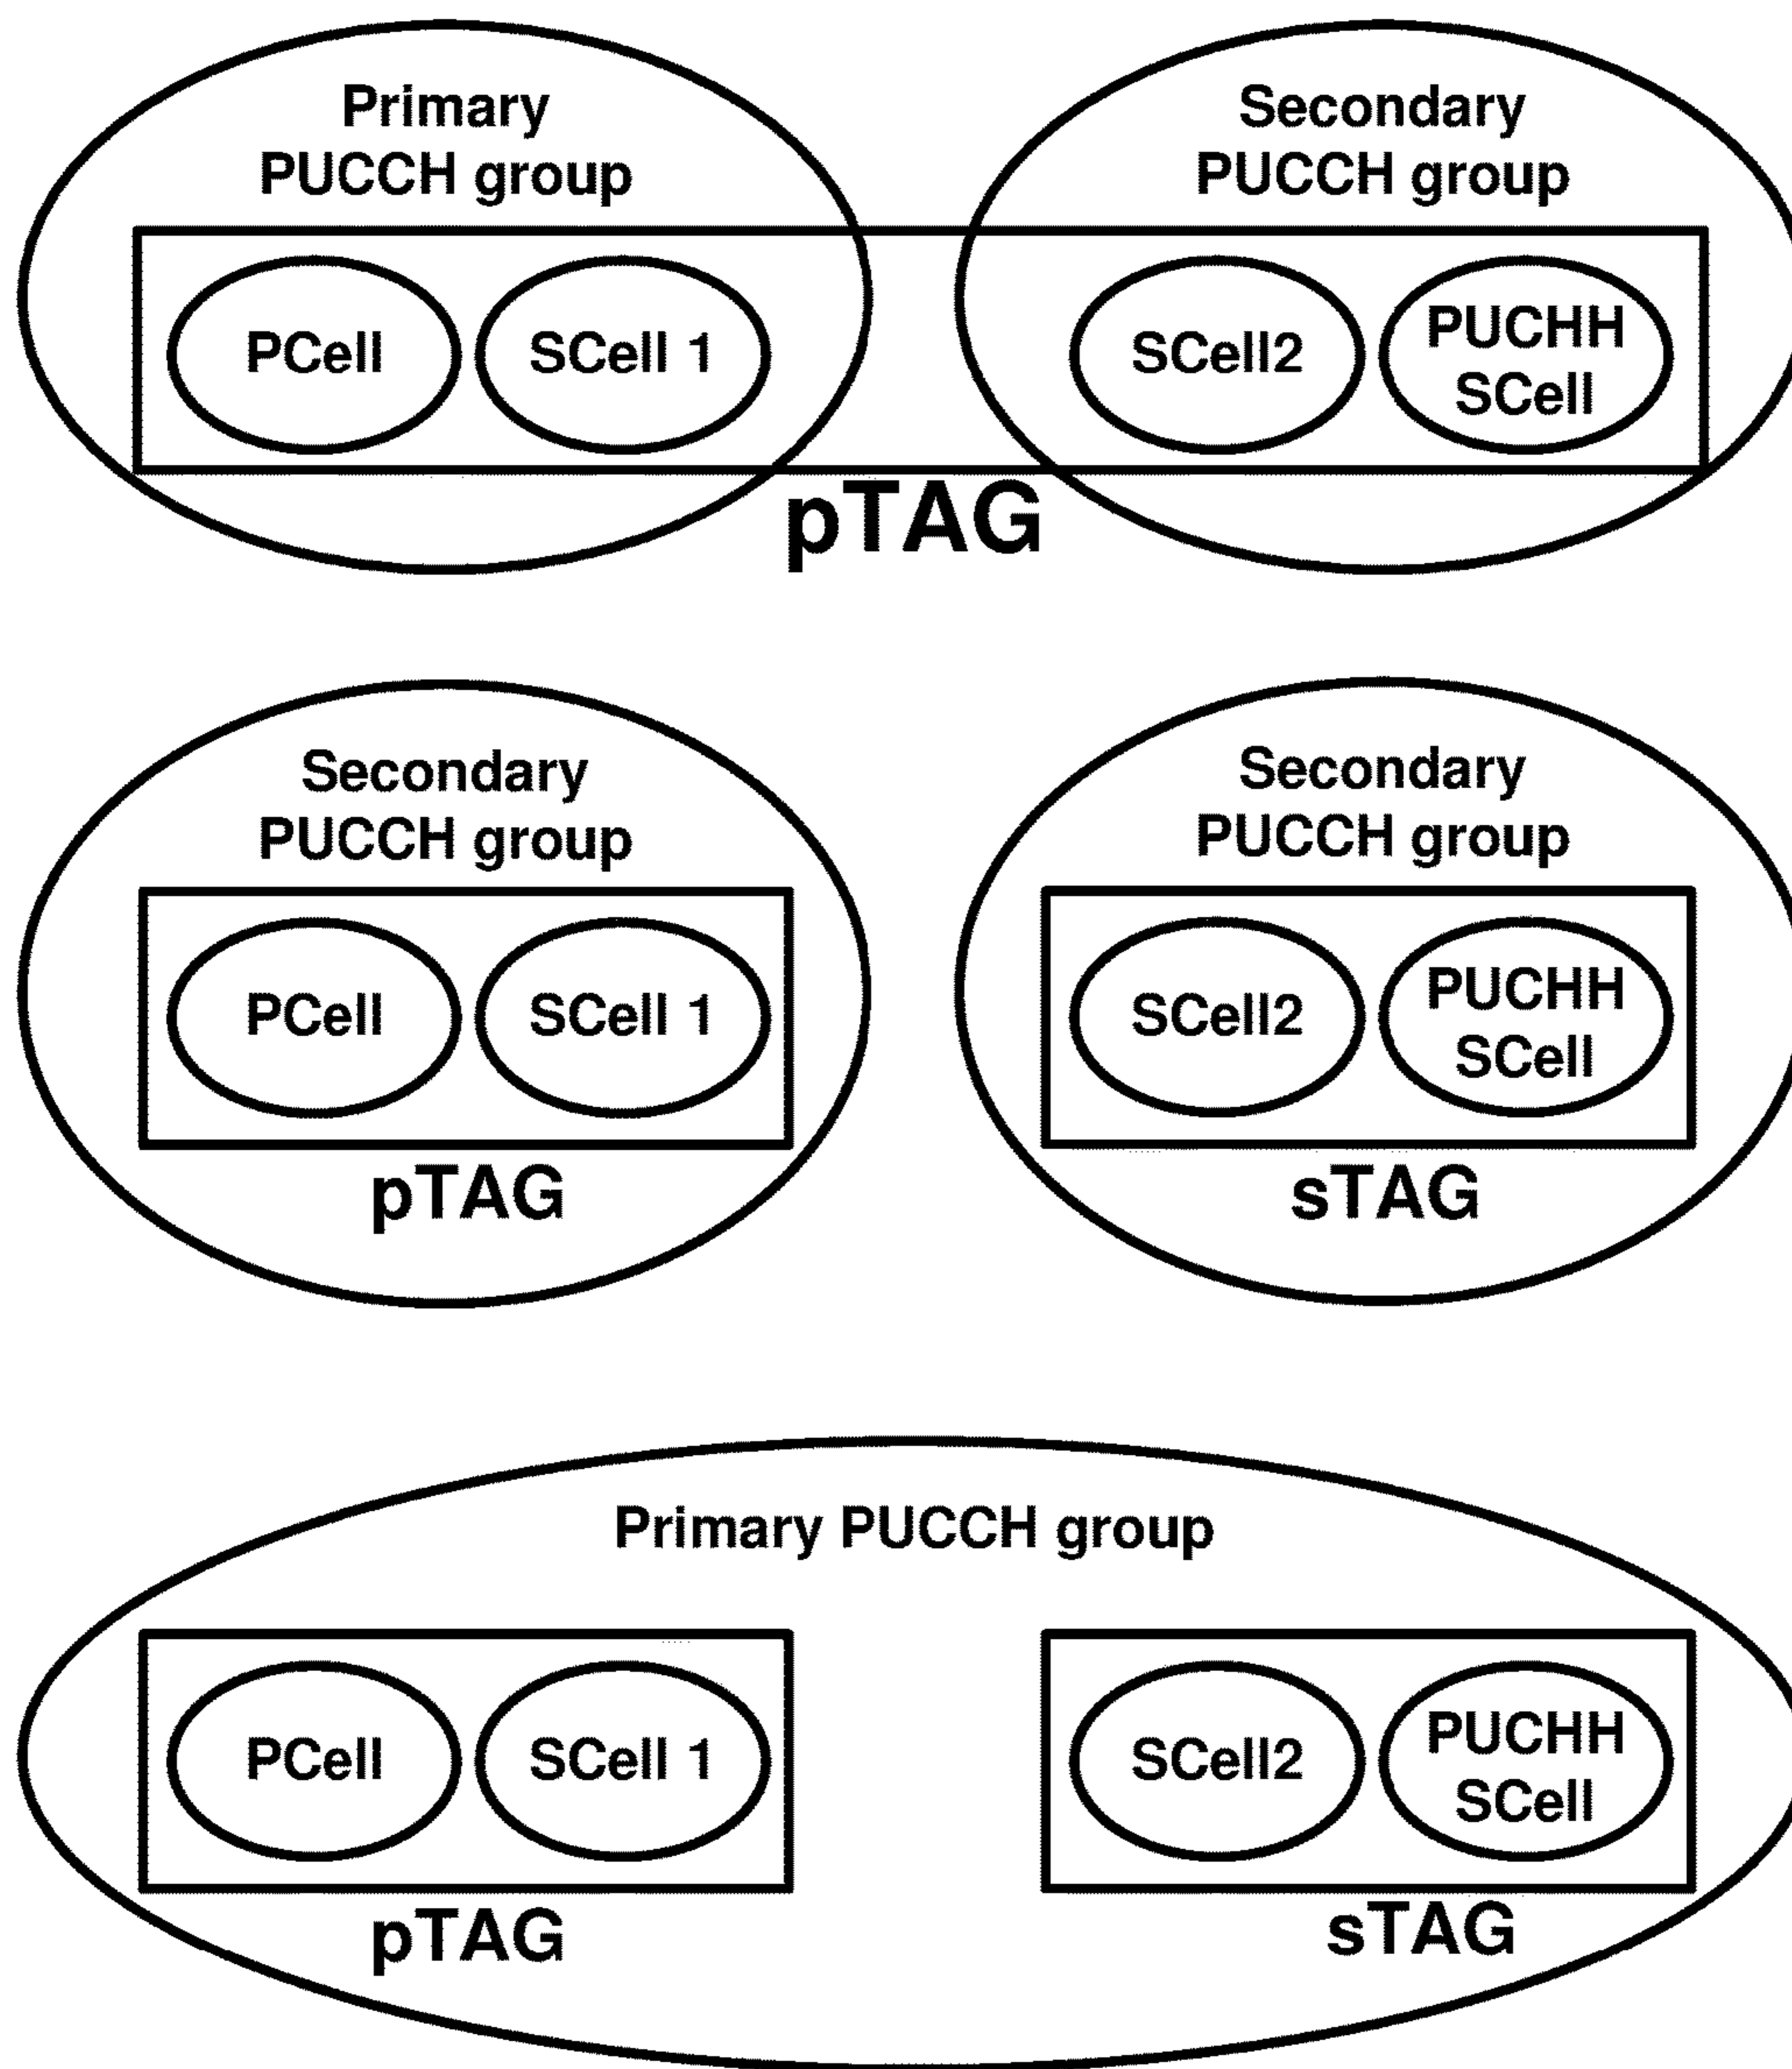 Primary
PUCCH group
Secondary
PUCCH group
PCell
SCell 1
SCell2
PUCHH
SCell
pTAG
Secondary
PUCCH group
Secondary
PUCCH group
PCell
SCell 1
SCell2
PUCHH
SCell
pTAG
sTAG
Primary PUCCH group
PCell
SCell 1
SCell2
PUCHH
SCell
pTAG
sTAG